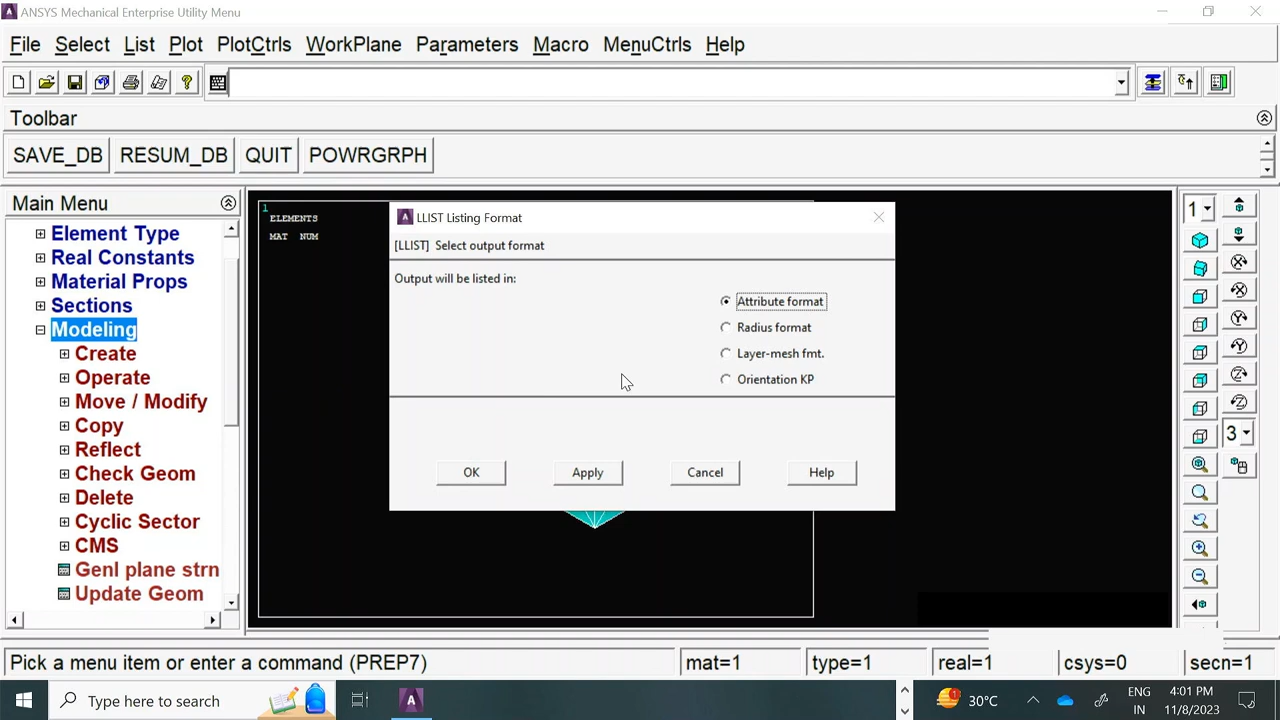 ANSYS Mechanical Enterprise Utility Menu
File Select List Plot PlotCtrls WorkPlane Parameters Macro MenuCtrls Help
Toolbar
SAVE_DB RESUM_DB QUIT POWRGRPH
Main Menu
Element Type
Real Constants
Material Props
Sections
Modeling
Create
Operate
Move / Modify
Copy
Reflect
Check Geom
Delete
Cyclic Sector
CMS
Genl plane strn
Update Geom
1
ELEMENTS
MAT NUM
LLIST Listing Format
[LLIST] Select output format
Output will be listed in:
Attribute format
Radius format
Layer-mesh fmt.
Orientation KP
OK Apply Cancel Help
1
3
Pick a menu item or enter a command (PREP7) mat=1 type=1 real=1 csys=0 secn=1
Type here to search
1
30°C
ENG
IN
4:01 PM
11/8/2023